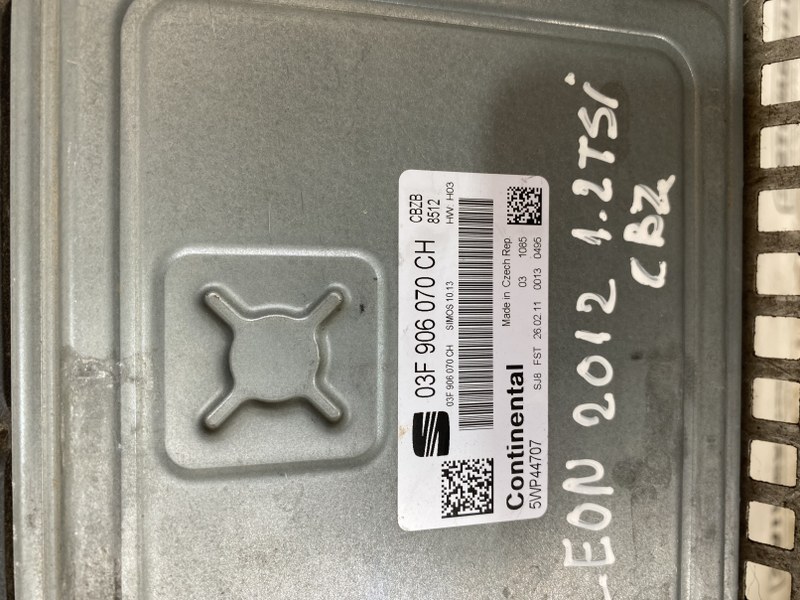 03F 906 070 CH CBZB
03F 906 070 CH SIMOS 10.13 8512
HW: H03
Continental Made in Czech Rep
5WP44707 03 1085
SJ8 FST 26.02.11 0013 0495
LEON 2012 1.2TSi
CBZ